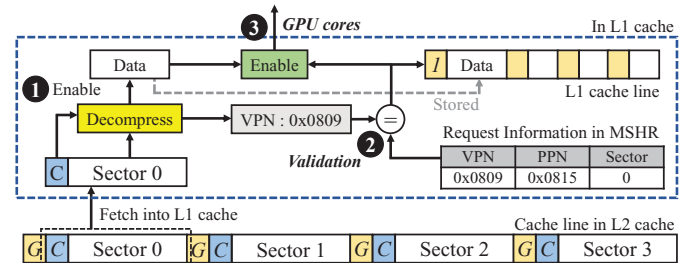 3 GPU cores
In L1 cache
Data
Enable
1 Data
L1 cache line
1 Enable
Stored
Decompress
VPN : 0x0809
=
2
Validation
Request Information in MSHR
VPN PPN Sector
0x0809 0x0815 0
C Sector 0
Fetch into L1 cache
Cache line in L2 cache
G C Sector 0 G C Sector 1 G C Sector 2 G C Sector 3